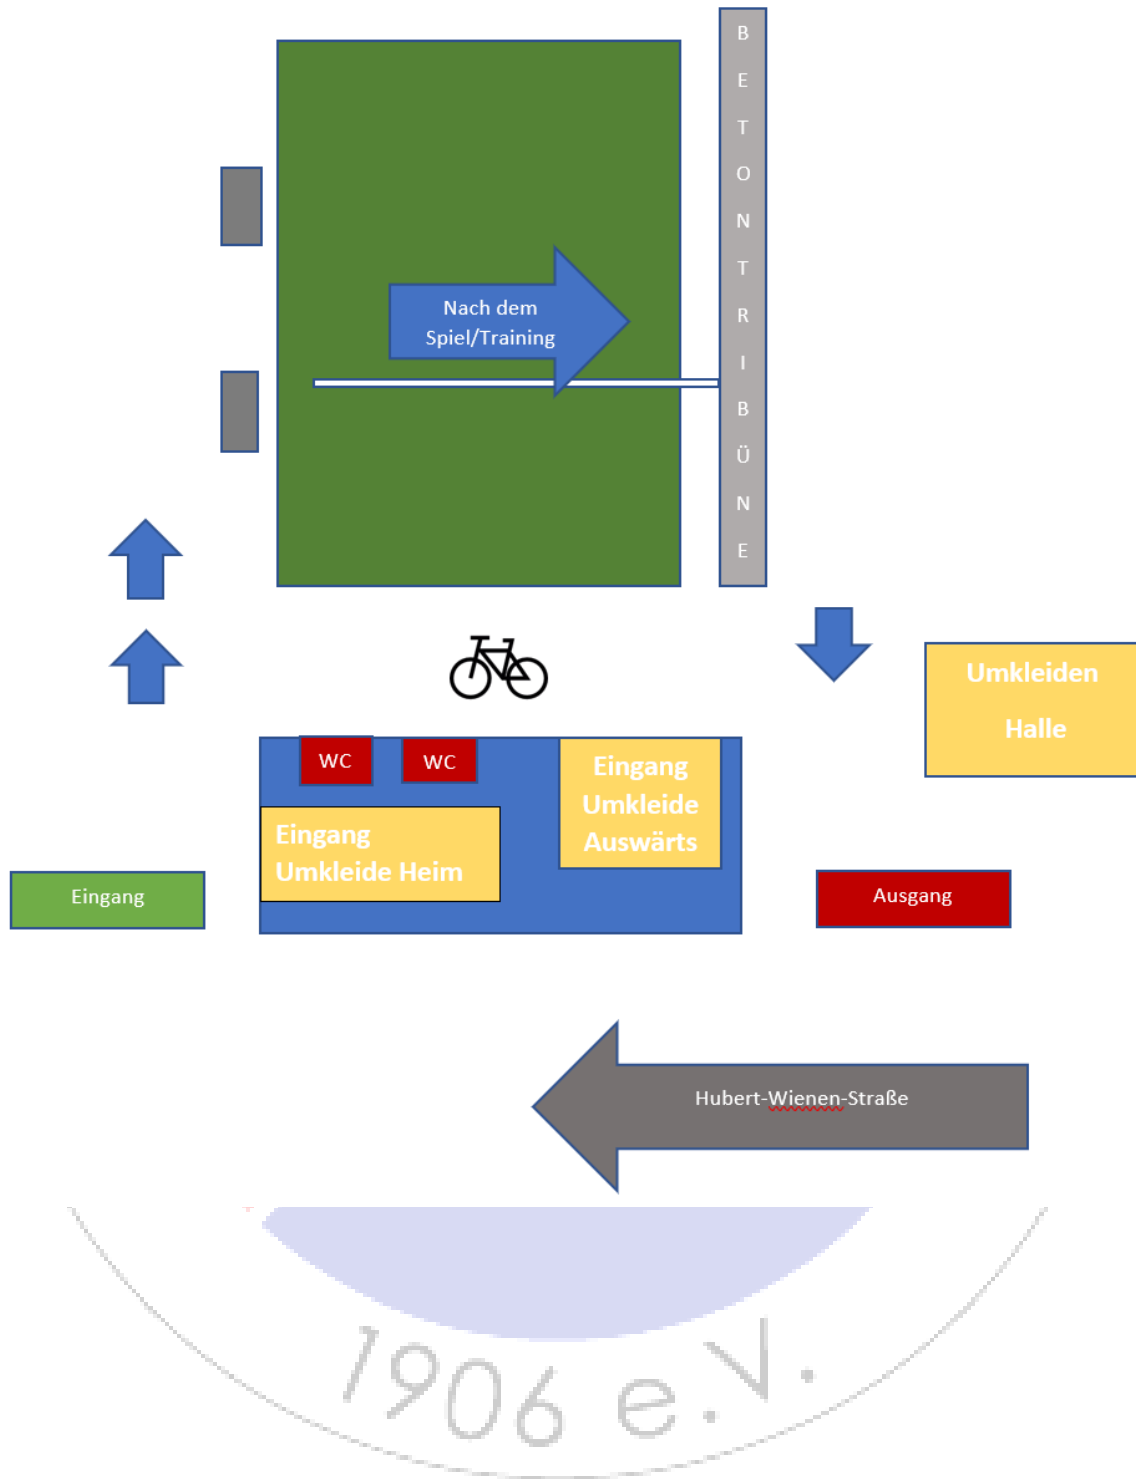 BETONTRIBÜNE
Nach dem
Spiel/Training
Umkleiden
Halle
WC
WC
Eingang
Umkleide
Auswärts
Eingang
Umkleide Heim
Eingang
Ausgang
Hubert-Wienen-Straße
1906 e.V.